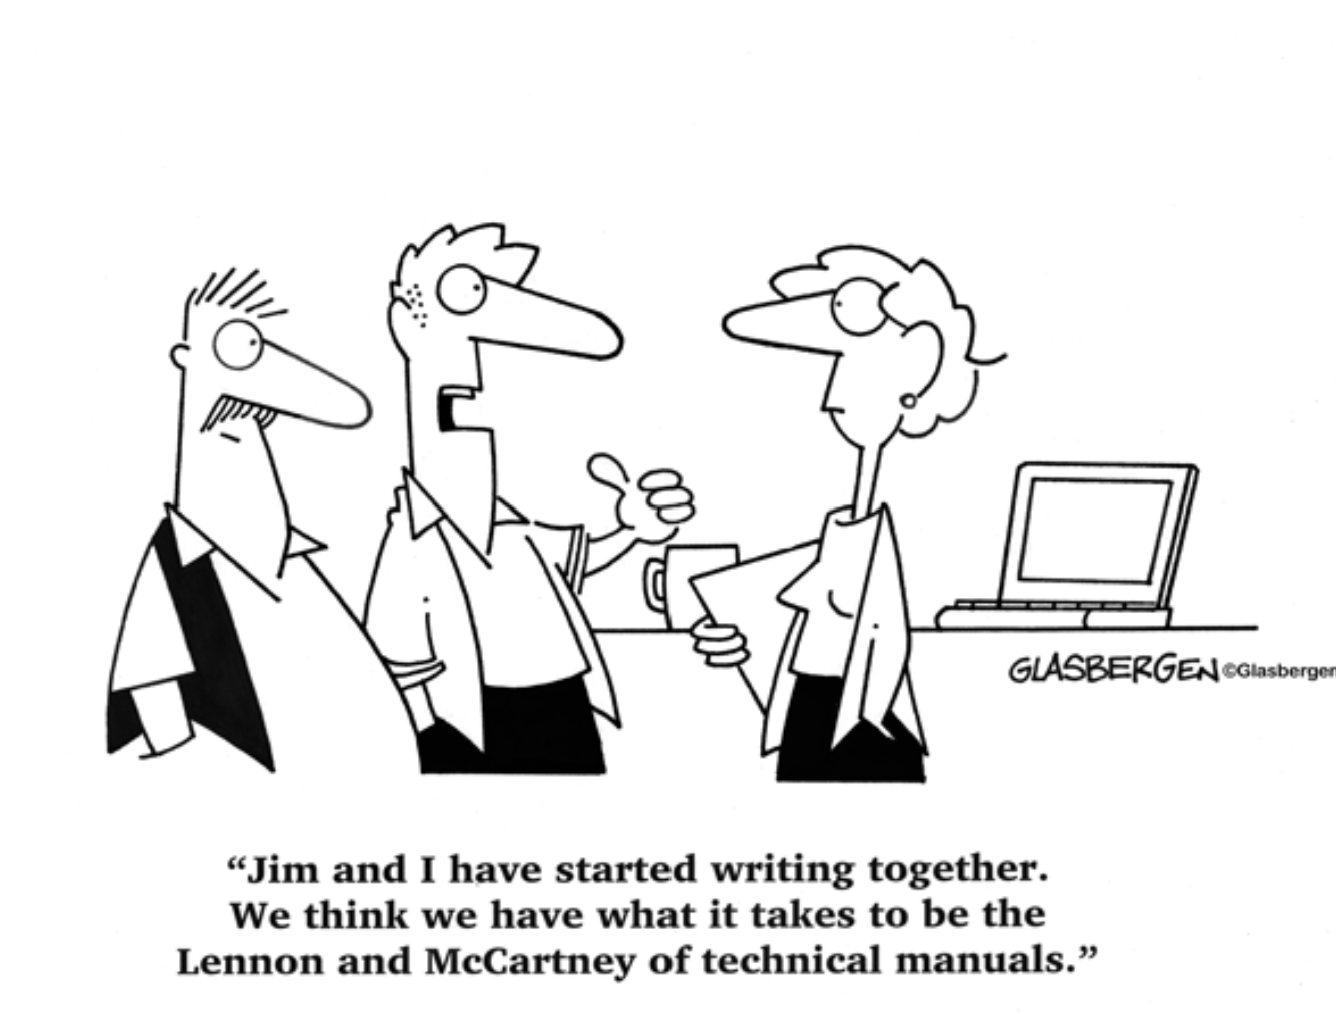 GLASBERGEN ©Glasbergen
“Jim and I have started writing together.
We think we have what it takes to be the
Lennon and McCartney of technical manuals.”